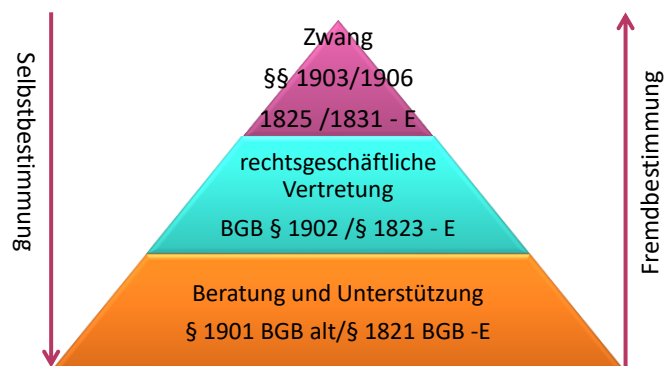 Zwang
§§ 1903/1906
1825 /1831 - E
rechtsgeschäftliche
Vertretung
BGB § 1902 /§ 1823 - E
Beratung und Unterstützung
§ 1901 BGB alt/§ 1821 BGB -E
Selbstbestimmung
Fremdbestimmung